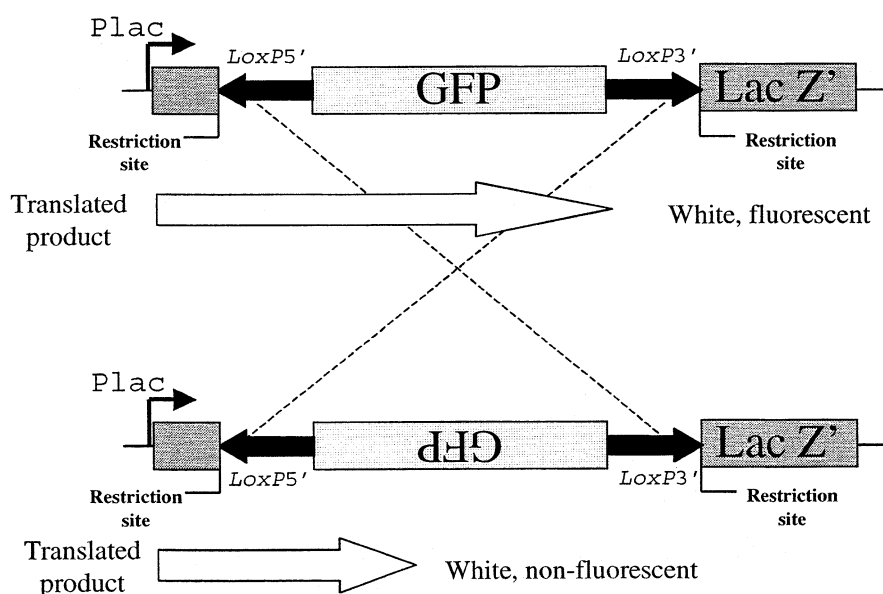 Plac
LoxP5'
LoxP3'
GFP
Lac Z'
Restriction
site
Restriction
site
Translated
product
White, fluorescent
Plac
GFP
Lac Z'
LoxP5'
LoxP3'
Restriction
site
Restriction
site
Translated
product
White, non-fluorescent